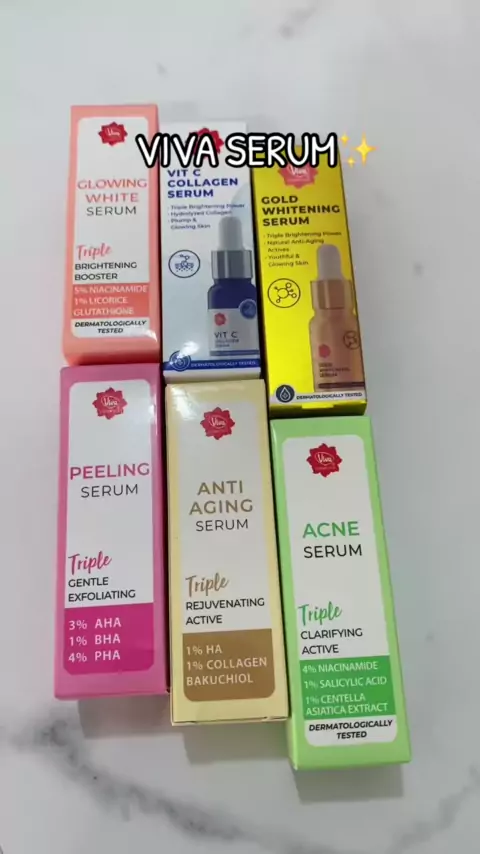 VIVA SERUM✨
Viva
GLOWING
WHITE
SERUM
Triple
BRIGHTENING
BOOSTER
5% NIACINAMIDE
1% LICORICE
GLUTATHIONE
DERMATOLOGICALLY
TESTED
VIT C
COLLAGEN
SERUM
• Triple Brightening Power
• Hydrolyzed Collagen
• Plump &
Glowing Skin
VIT C
DERMATOLOGICALLY TESTED
Viva
GOLD
WHITENING
SERUM
• Triple Brightening Power
• Natural Anti-Aging
Actives
• Youthful &
Glowing Skin
DERMATOLOGICALLY TESTED
Viva
PEELING
SERUM
Triple
GENTLE
EXFOLIATING
3% AHA
1% BHA
4% PHA
Viva
ANTI
AGING
SERUM
Triple
REJUVENATING
ACTIVE
1% HA
1% COLLAGEN
BAKUCHIOL
Viva
ACNE
SERUM
Triple
CLARIFYING
ACTIVE
4% NIACINAMIDE
1% SALICYLIC ACID
1% CENTELLA
ASIATICA EXTRACT
DERMATOLOGICALLY
TESTED